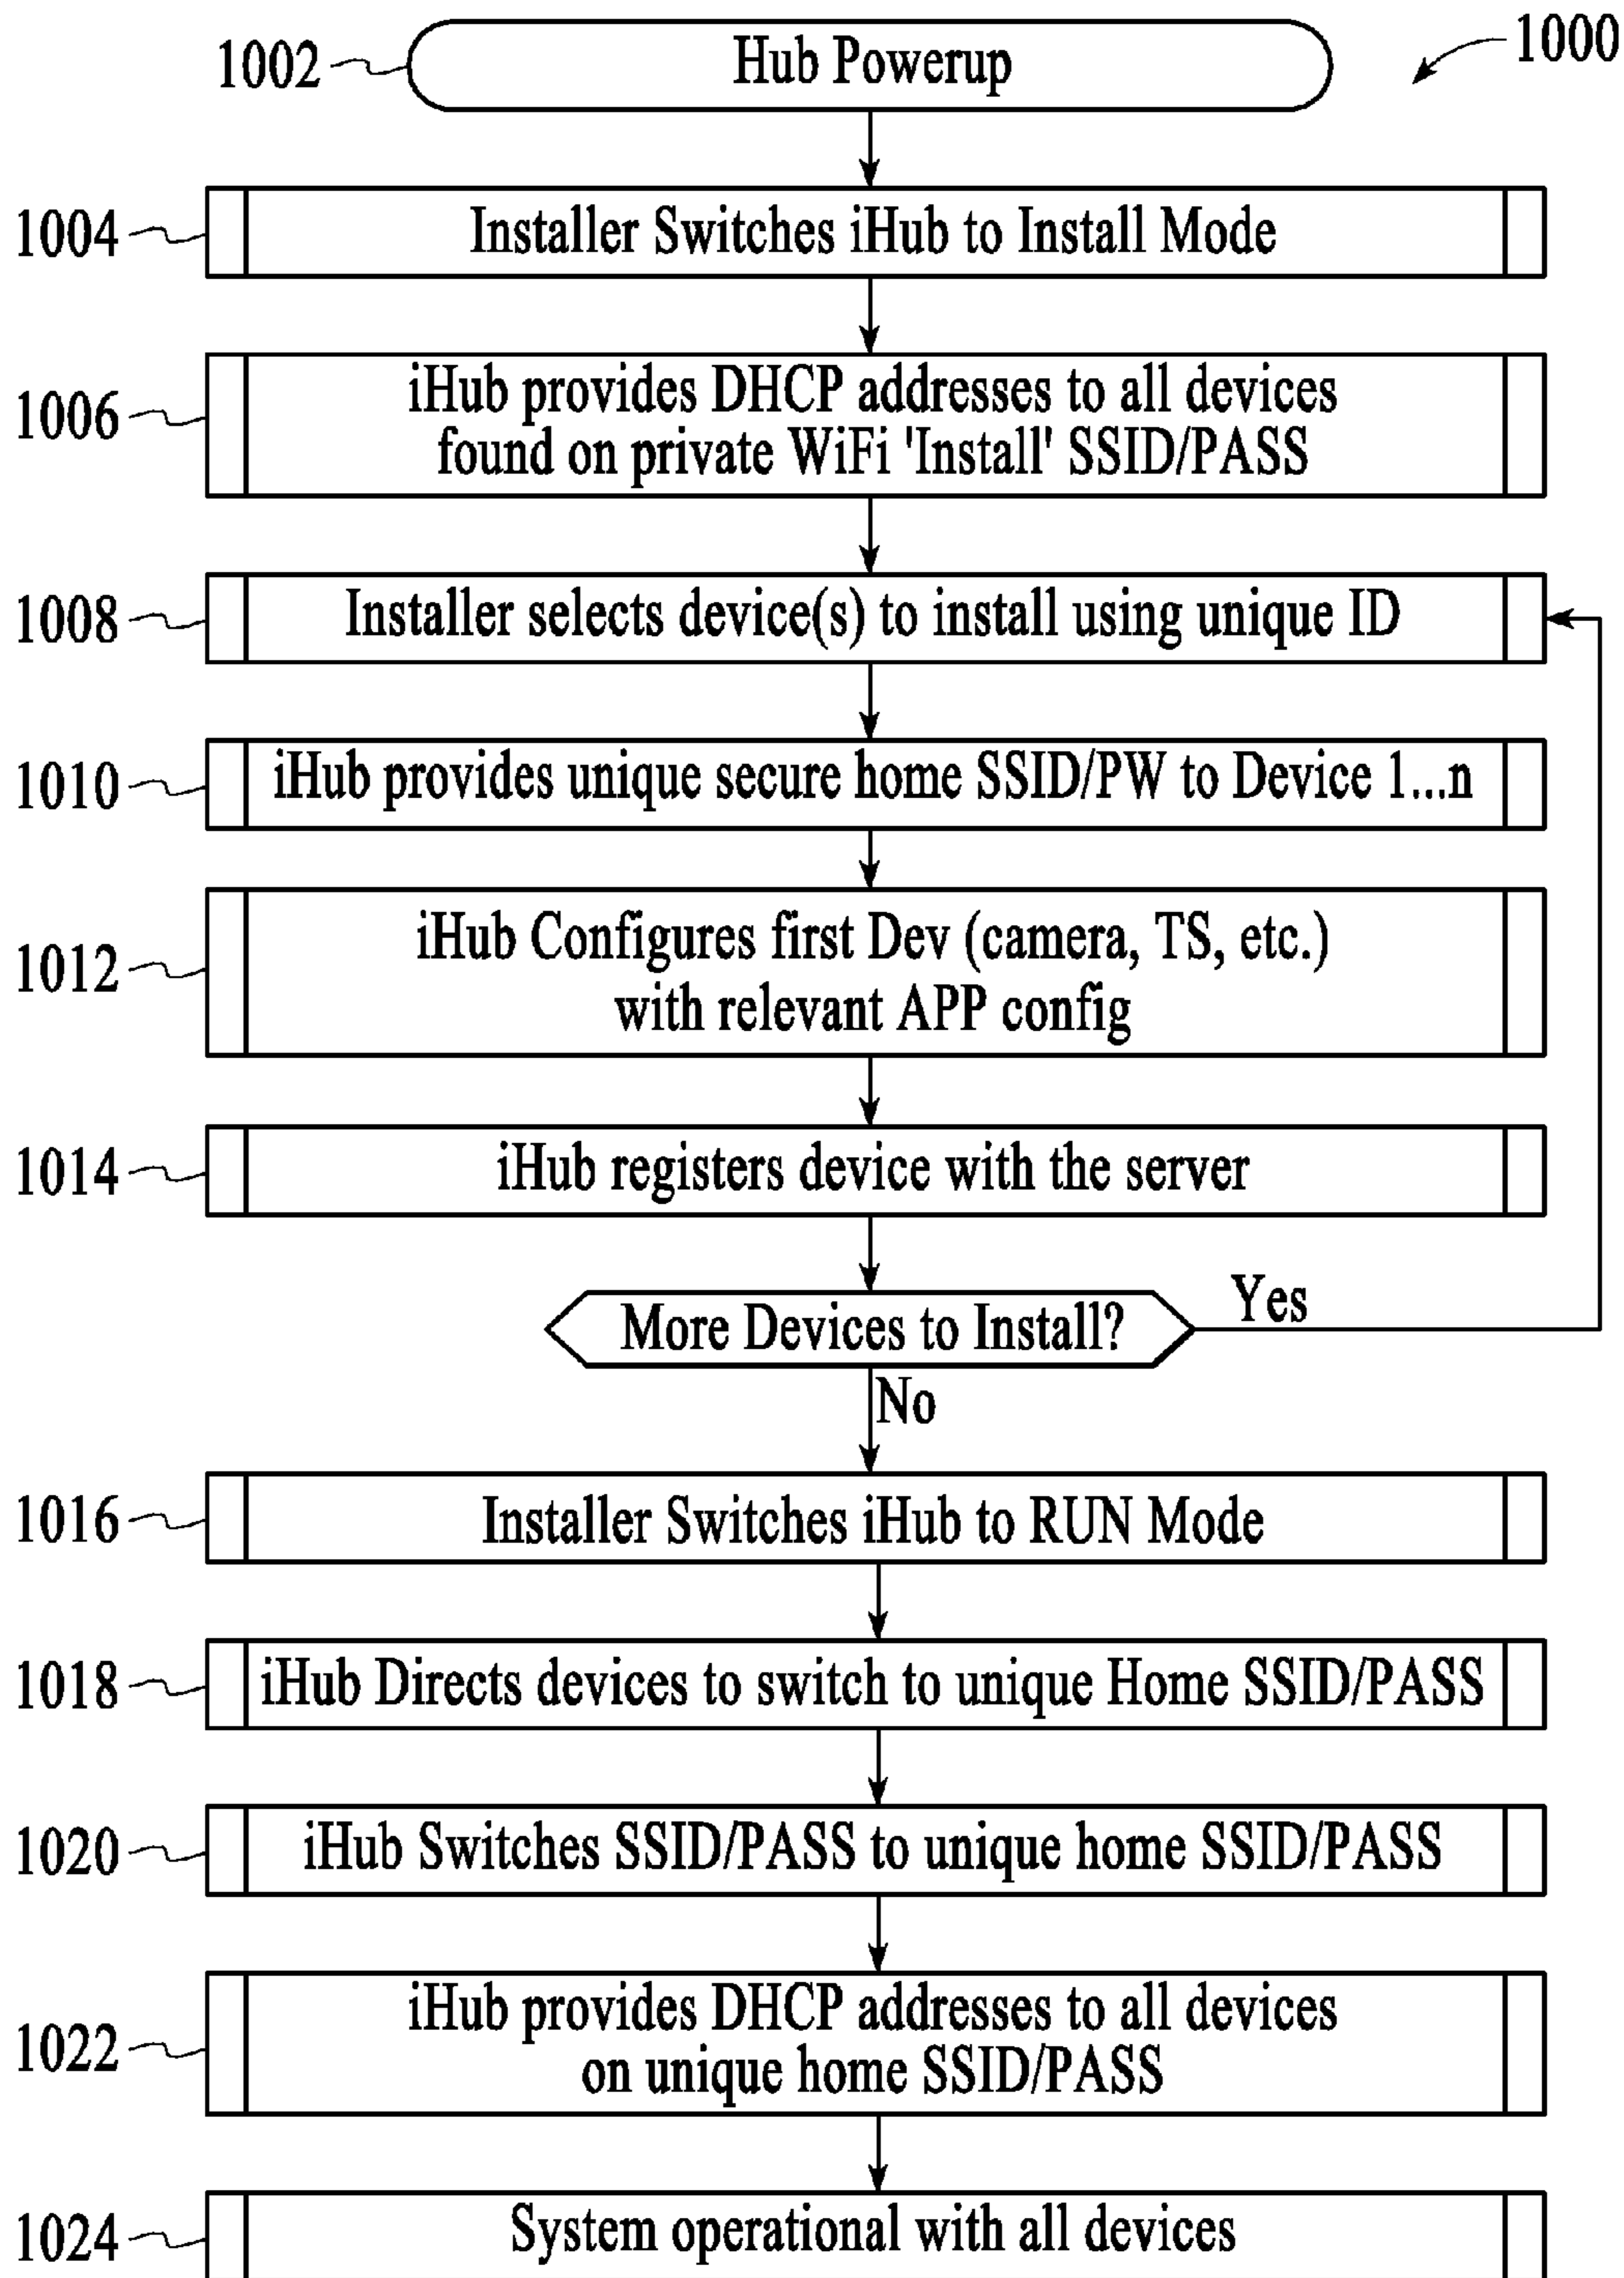 1000
1002
Hub Powerup
1004
Installer Switches iHub to Install Mode
1006
iHub provides DHCP addresses to all devices
found on private WiFi 'Install' SSID/PASS
1008
Installer selects device(s) to install using unique ID
1010
iHub provides unique secure home SSID/PW to Device 1...n
1012
iHub Configures first Dev (camera, TS, etc.)
with relevant APP config
1014
iHub registers device with the server
More Devices to Install?
Yes
No
1016
Installer Switches iHub to RUN Mode
1018
iHub Directs devices to switch to unique Home SSID/PASS
1020
iHub Switches SSID/PASS to unique home SSID/PASS
1022
iHub provides DHCP addresses to all devices
on unique home SSID/PASS
1024
System operational with all devices